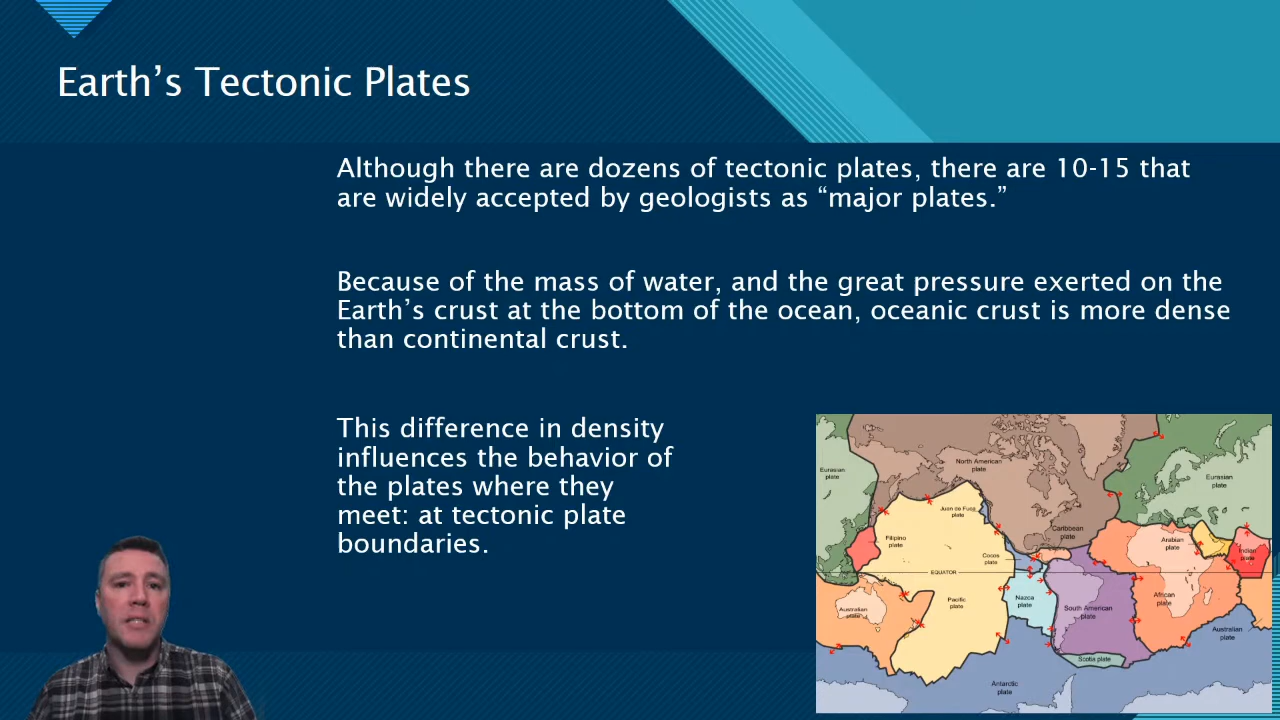 Earth's Tectonic Plates
Although there are dozens of tectonic plates, there are 10-15 that
are widely accepted by geologists as “major plates.”
Because of the mass of water, and the great pressure exerted on the
Earth's crust at the bottom of the ocean, oceanic crust is more dense
than continental crust.
This difference in density
influences the behavior of
the plates where they
meet: at tectonic plate
boundaries.
North American
plate
Eurasian
plate
Eurasian
plate
Juan de Fuca
plate
Caribbean
plate
Filipino
plate
Arabian
plate
Indian
plate
Cocos
plate
EQUATOR
Nazca
plate
Pacific
plate
African
plate
Australian
plate
South American
plate
Australian
plate
Scotia plate
Antarctic
plate